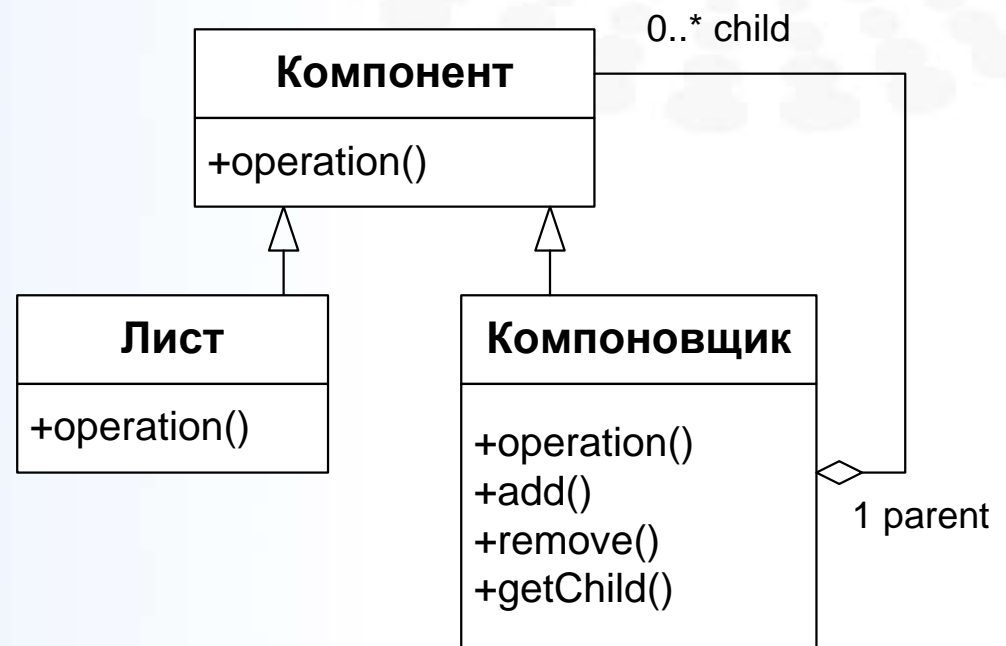 0..* child
Компонент
+operation()
Лист
+operation()
Компоновщик
+operation()
+add()
+remove()
+getChild()
1 parent